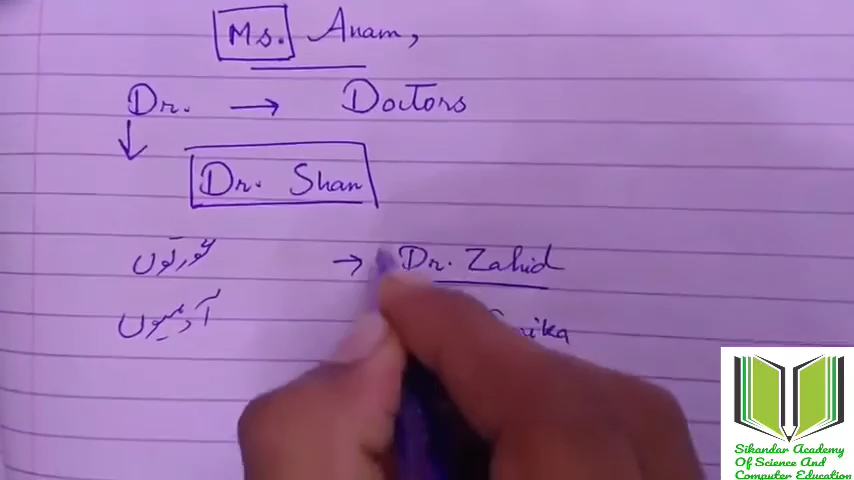 Ms. Anam,
Dr. → Doctors
↓
Dr. Shan
عورتوں → Dr. Zahid
آدمیوں
Sikandar Academy
Of Science And
Computer Education